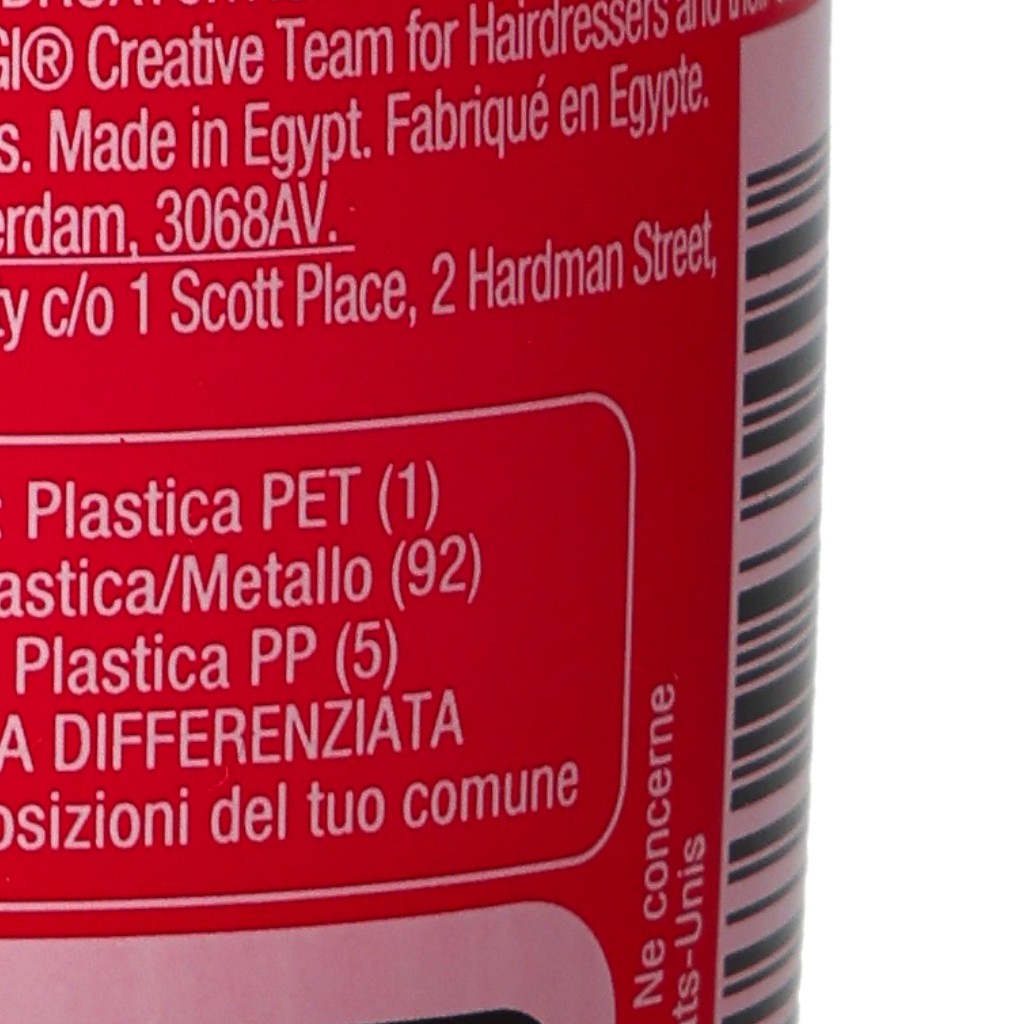 GI® Creative Team for Hairdressers and their
s. Made in Egypt. Fabriqué en Egypte.
erdam, 3068AV.
ty c/o 1 Scott Place, 2 Hardman Street,
: Plastica PET (1)
astica/Metallo (92)
Plastica PP (5)
A DIFFERENZIATA
osizioni del tuo comune
Ne concerne
ats-Unis